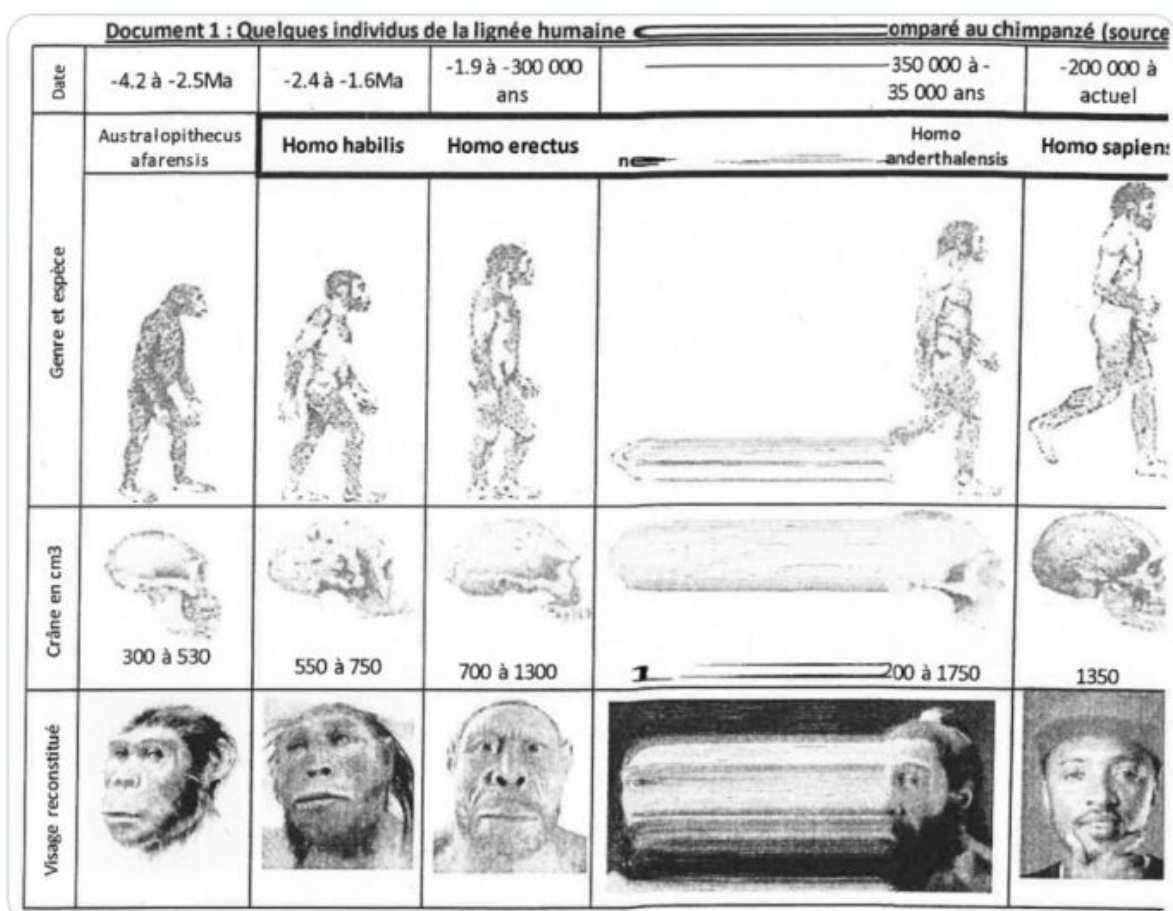 Document 1 : Quelques individus de la lignée humaine omparé au chimpanzé (source
Date
-4.2 à -2.5Ma
-2.4 à -1.6Ma
-1.9 à -300 000
ans
350 000 à -
35 000 ans
-200 000 à
actuel
Genre et espèce
Australopithecus
afarensis
Homo habilis
Homo erectus
Homo
ne anderthalensis
Homo sapiens
Crâne en cm3
300 à 530
550 à 750
700 à 1300
1 200 à 1750
1350
Visage reconstitué